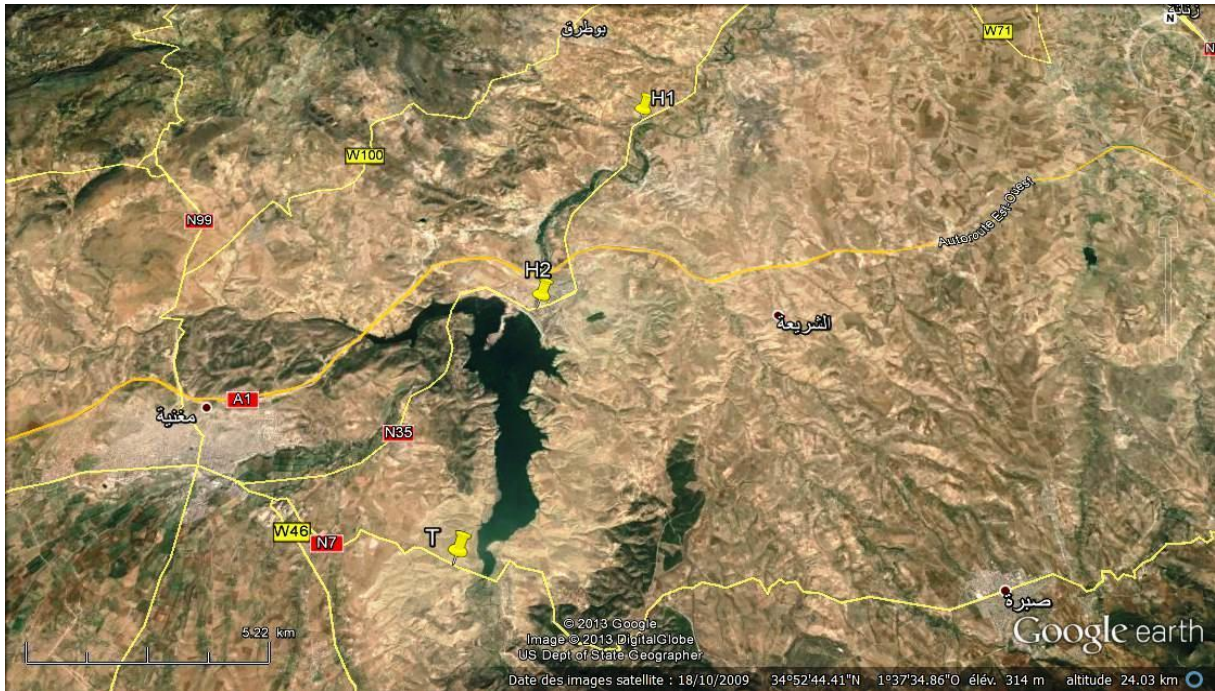 زناتة
N
بوطرق
W71
N
H1
W100
N99
Autoroute Est-Ouest
H2
الشريعة
A1
مغنية
N35
W46
N7
T
صبرة
5.22 km
© 2013 Google
Image © 2013 DigitalGlobe
US Dept of State Geographer
Google earth
Date des images satellite : 18/10/2009 34°52'44.41"N 1°37'34.86"O élév. 314 m altitude 24.03 km